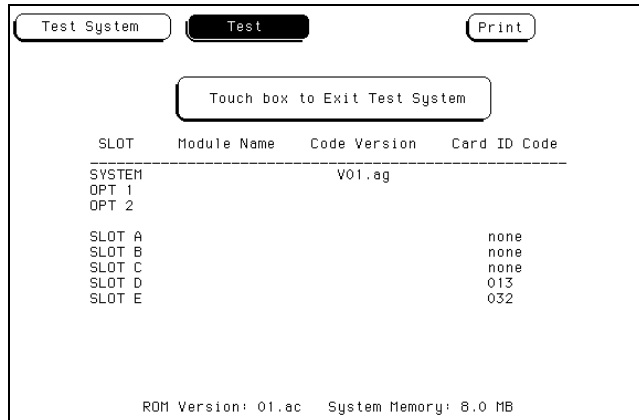 Test System Test Print
Touch box to Exit Test System
SLOT Module Name Code Version Card ID Code
SYSTEM V01.ag
OPT 1
OPT 2
SLOT A none
SLOT B none
SLOT C none
SLOT D 013
SLOT E 032
ROM Version: 01.ac System Memory: 8.0 MB